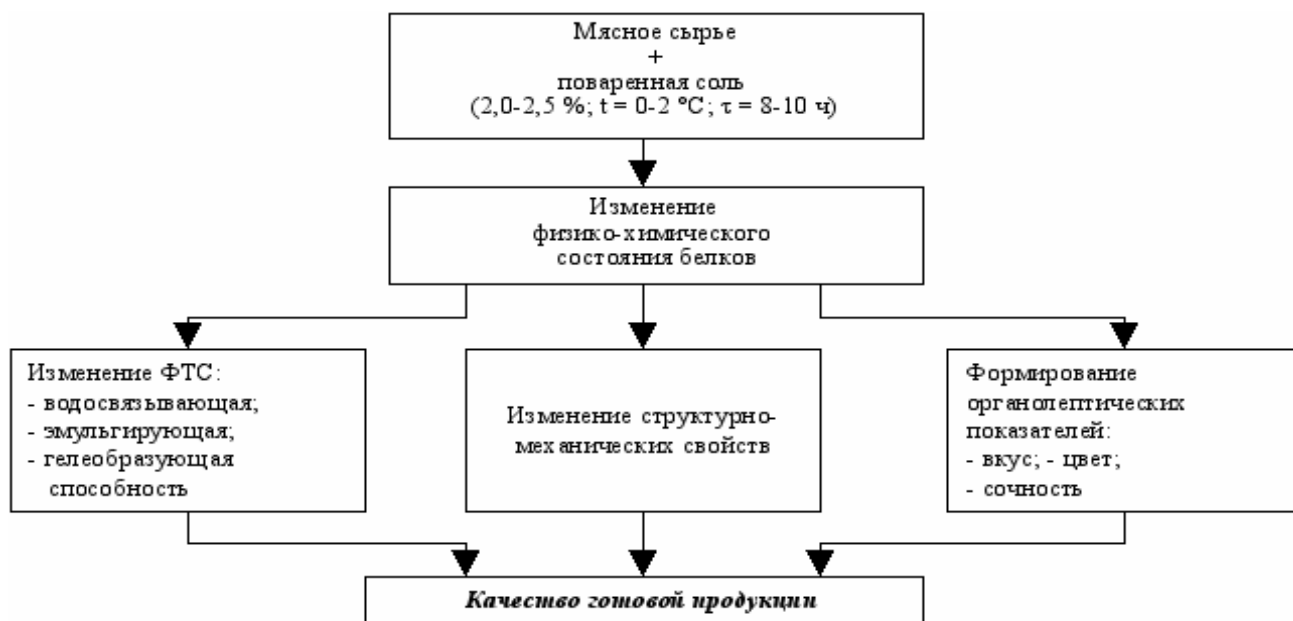 Мясное сырье
+
поваренная соль
(2,0-2,5 %; t = 0-2 °C; τ = 8-10 ч)
Изменение
физико-химического
состояния белков
Изменение ФТС:
- водосвязывающая;
- эмульгирующая;
- гелеобразующая
способность
Изменение структурно-
механических свойств
Формирование
органолептических
показателей:
- вкус; - цвет;
- сочность
Качество готовой продукции